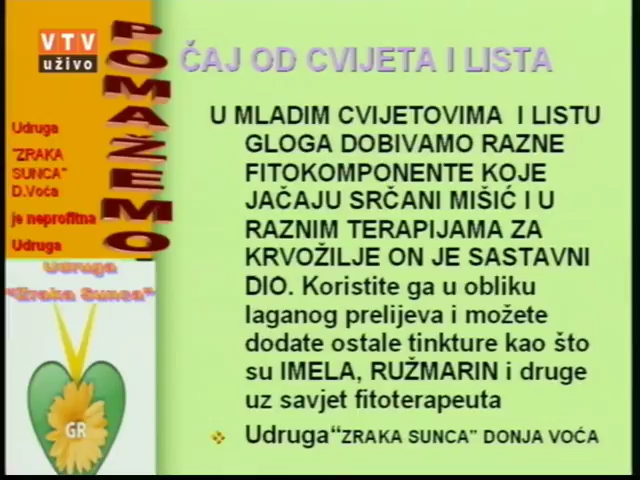 VTV
uživo
POMAŽEMO
Udruga
"ZRAKA
SUNCA"
D.Voća
je neprofitna
Udruga
Udruga
"Zraka Sunca"
GR
ČAJ OD CVIJETA I LISTA
U MLADIM CVIJETOVIMA I LISTU
GLOGA DOBIVAMO RAZNE
FITOKOMPONENTE KOJE
JAČAJU SRČANI MIŠIĆ I U
RAZNIM TERAPIJAMA ZA
KRVOŽILJE ON JE SASTAVNI
DIO. Koristite ga u obliku
laganog prelijeva i možete
dodate ostale tinkture kao što
su IMELA, RUŽMARIN i druge
uz savjet fitoterapeuta
Udruga"ZRAKA SUNCA" DONJA VOĆA